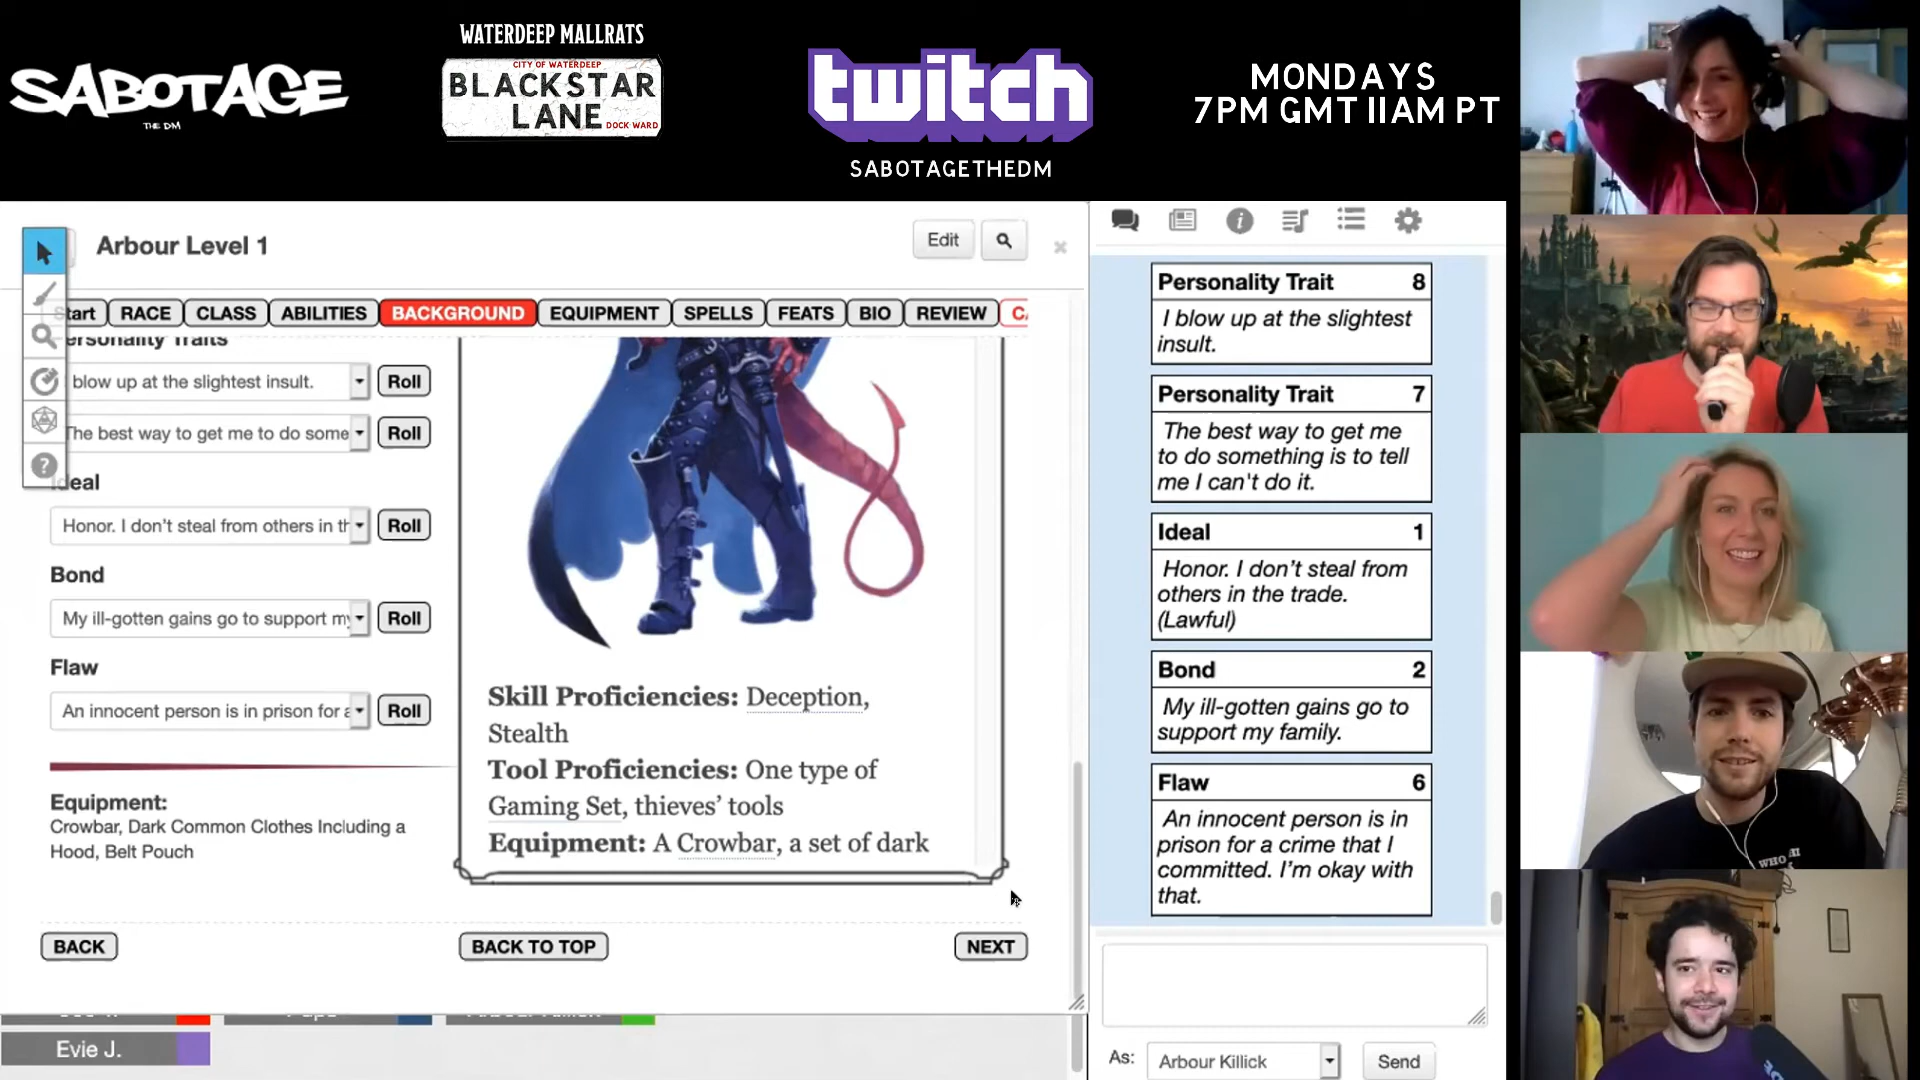 SABOTAGE
THE DM
WATERDEEP MALLRATS
CITY OF WATERDEEP
BLACKSTAR
LANE
DOCK WARD
twitch
SABOTAGETHEDM
MONDAYS
7PM GMT 11AM PT
Arbour Level 1
Edit
Start
RACE
CLASS
ABILITIES
BACKGROUND
EQUIPMENT
SPELLS
FEATS
BIO
REVIEW
ersonality Traits
blow up at the slightest insult.
Roll
The best way to get me to do some
Roll
Ideal
Honor. I don't steal from others in th
Roll
Bond
My ill-gotten gains go to support my
Roll
Flaw
An innocent person is in prison for a
Roll
Equipment:
Crowbar, Dark Common Clothes Including a
Hood, Belt Pouch
Skill Proficiencies: Deception,
Stealth
Tool Proficiencies: One type of
Gaming Set, thieves' tools
Equipment: A Crowbar, a set of dark
BACK
BACK TO TOP
NEXT
Evie J.
Personality Trait 8
I blow up at the slightest
insult.
Personality Trait 7
The best way to get me
to do something is to tell
me I can't do it.
Ideal 1
Honor. I don't steal from
others in the trade.
(Lawful)
Bond 2
My ill-gotten gains go to
support my family.
Flaw 6
An innocent person is in
prison for a crime that I
committed. I'm okay with
that.
As:
Arbour Killick
Send